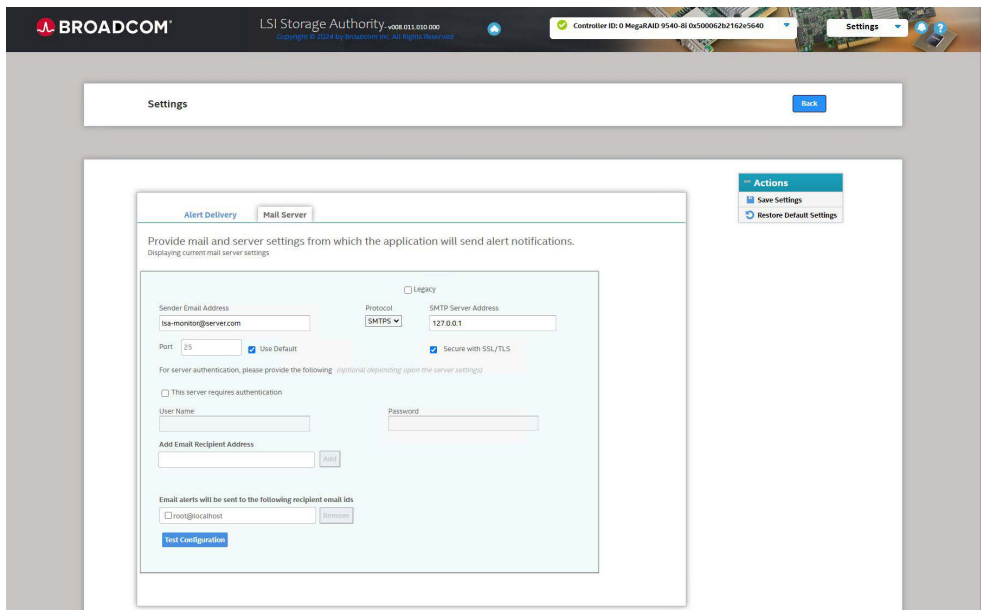 BROADCOM®
LSI Storage Authority-v008.011.010.000
Copyright © 2024 by Broadcom Inc. All Rights Reserved
Controller ID: 0 MegaRAID 9540-8i 0x500062b2162e5640
Settings
?
Settings
Back
Actions
Save Settings
Restore Default Settings
Alert Delivery
Mail Server
Provide mail and server settings from which the application will send alert notifications.
Displaying current mail server settings
Legacy
Sender Email Address
Protocol
SMTP Server Address
lsa-monitor@server.com
SMTPS
127.0.0.1
Port
25
Use Default
Secure with SSL/TLS
For server authentication, please provide the following (optional depending upon the server settings)
This server requires authentication
User Name
Password
Add Email Recipient Address
Add
Email alerts will be sent to the following recipient email ids
root@localhost
Remove
Test Configuration